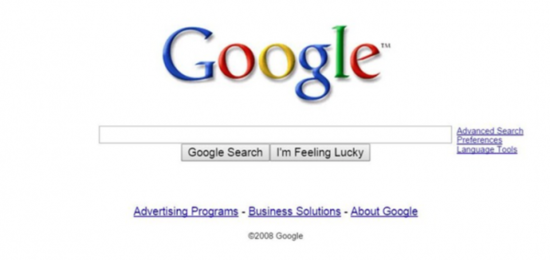 Google™
Advanced Search
Preferences
Language Tools
Google Search I'm Feeling Lucky
Advertising Programs - Business Solutions - About Google
©2008 Google